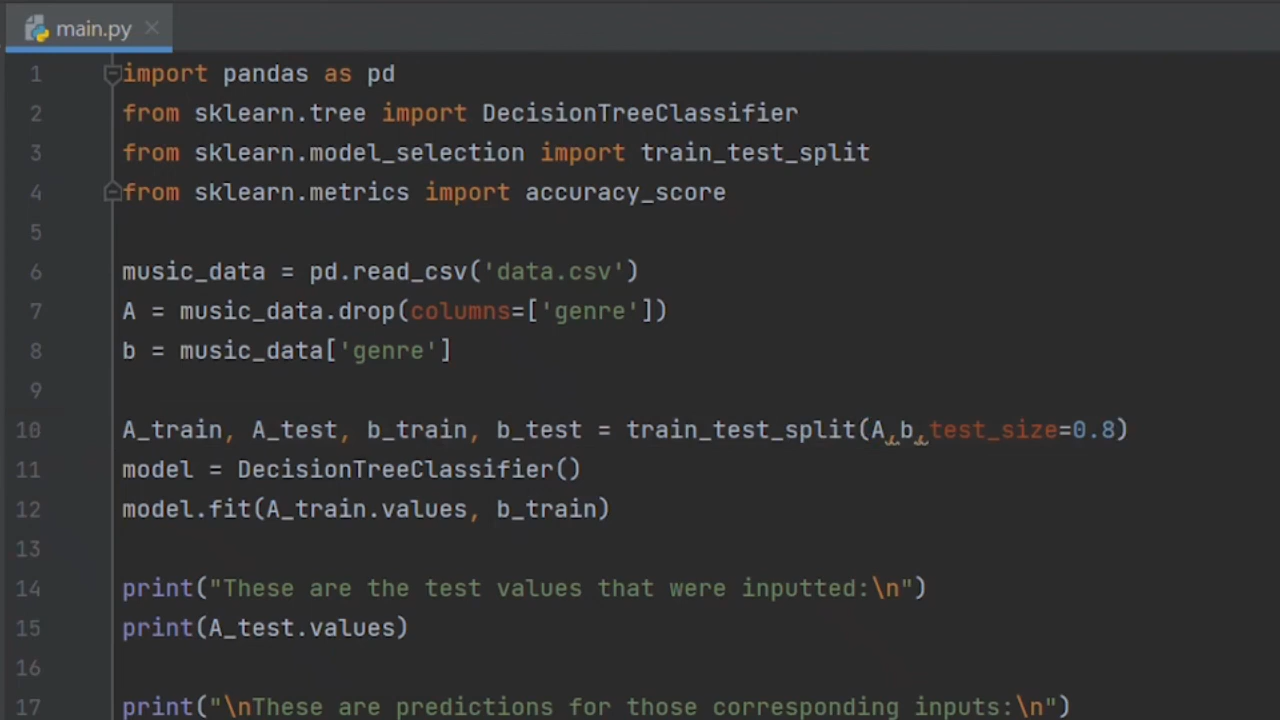 main.py
1 import pandas as pd
2 from sklearn.tree import DecisionTreeClassifier
3 from sklearn.model_selection import train_test_split
4 from sklearn.metrics import accuracy_score
5
6 music_data = pd.read_csv('data.csv')
7 A = music_data.drop(columns=['genre'])
8 b = music_data['genre']
9
10 A_train, A_test, b_train, b_test = train_test_split(A,b,test_size=0.8)
11 model = DecisionTreeClassifier()
12 model.fit(A_train.values, b_train)
13
14 print("These are the test values that were inputted:\n")
15 print(A_test.values)
16
17 print("\nThese are predictions for those corresponding inputs:\n")